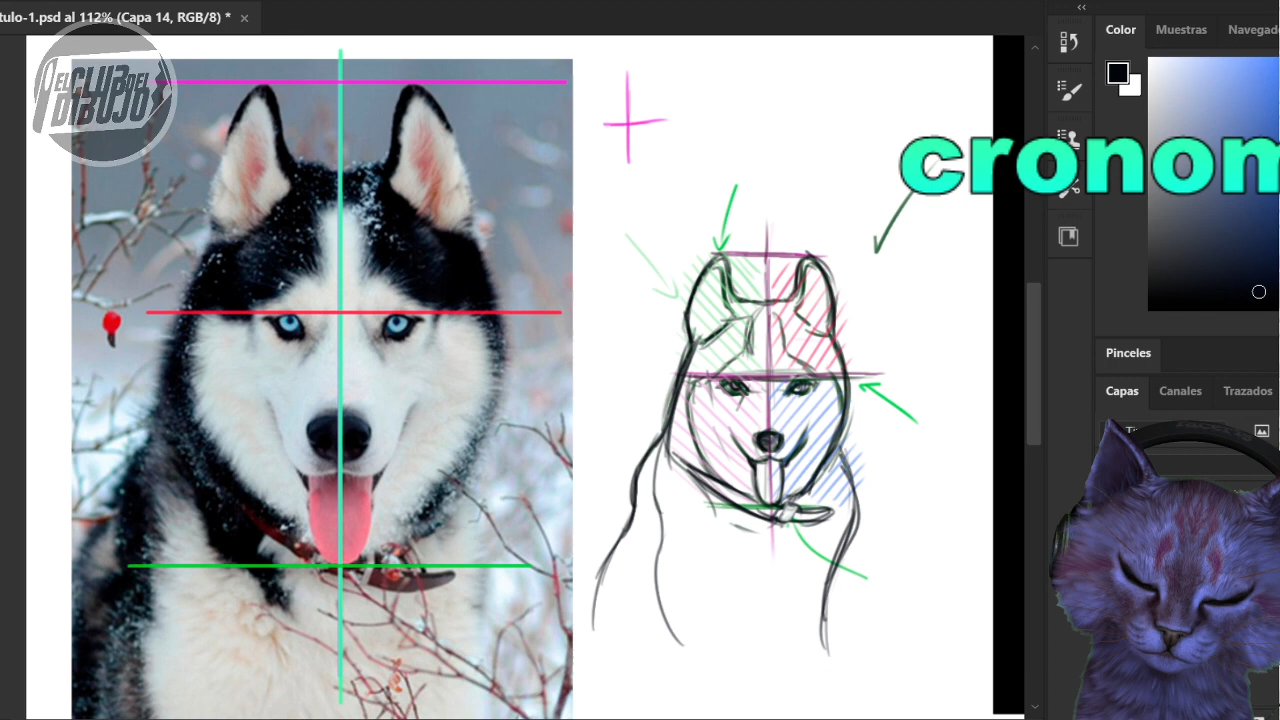 tulo-1.psd al 112% (Capa 14, RGB/8) * ×
EL CLUB DEL
DIBUJO
Color Muestras Navegad
cronom
Pinceles
Capas Canales Trazados